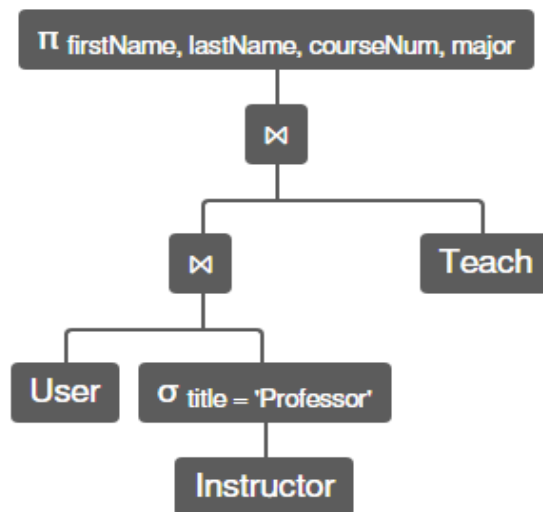 π firstName, lastName, courseNum, major
⋈
⋈
Teach
User
σ title = 'Professor'
Instructor